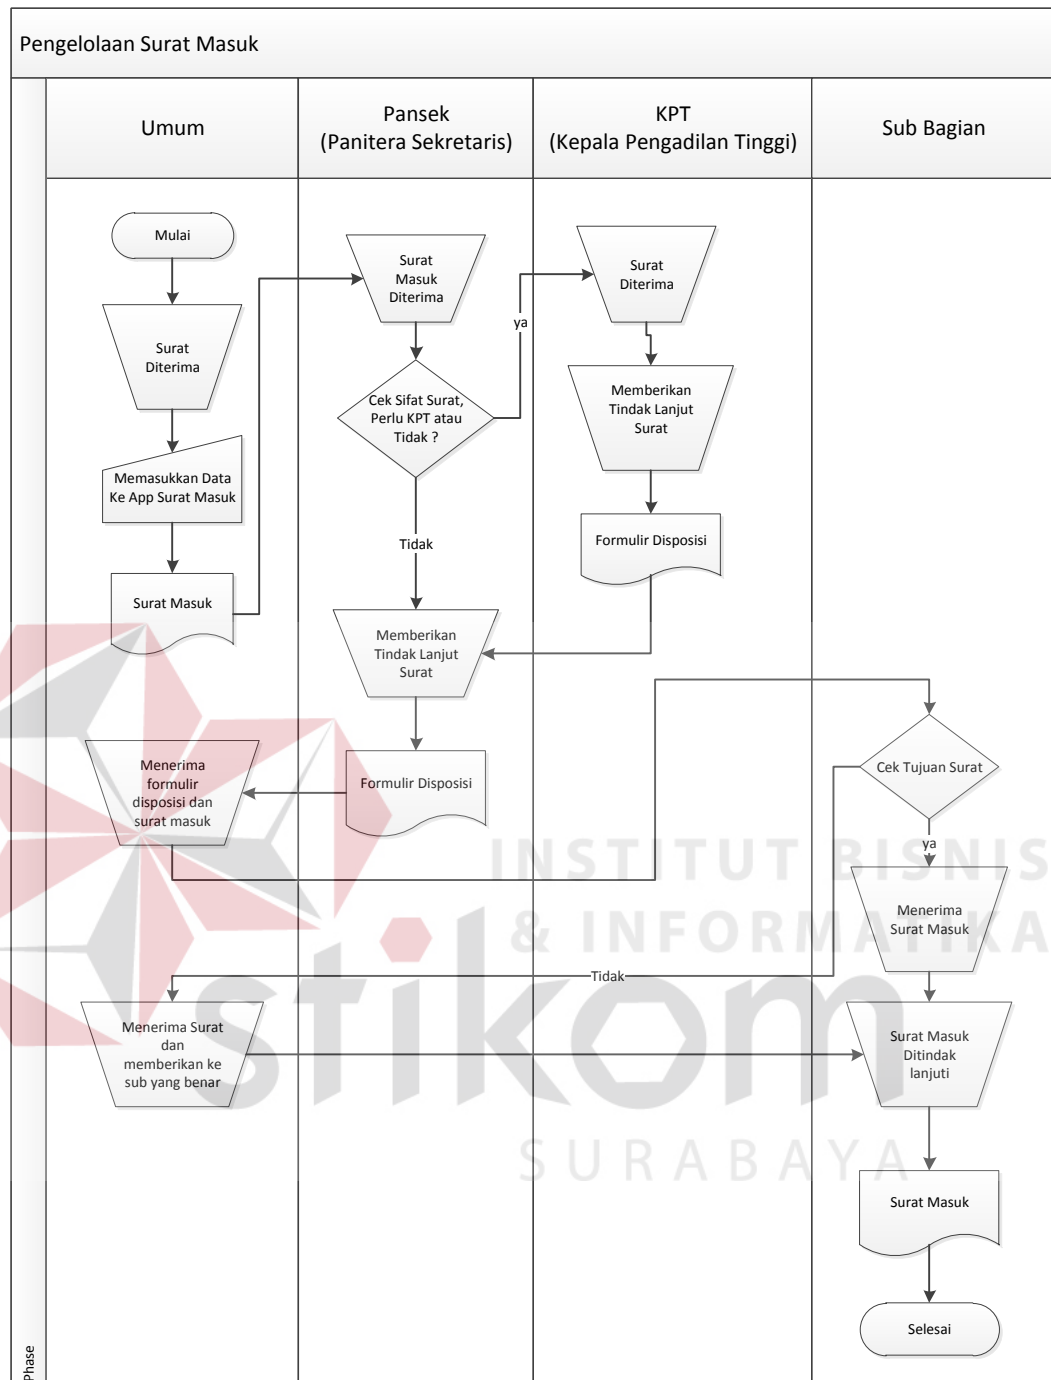 Pengelolaan Surat Masuk
Umum
Pansek
(Panitera Sekretaris)
KPT
(Kepala Pengadilan Tinggi)
Sub Bagian
Mulai
Surat
Diterima
Memasukkan Data
Ke App Surat Masuk
Surat Masuk
Menerima
formulir
disposisi dan
surat masuk
Menerima Surat
dan
memberikan ke
sub yang benar
Surat
Masuk
Diterima
Cek Sifat Surat,
Perlu KPT atau
Tidak ?
ya
Tidak
Memberikan
Tindak Lanjut
Surat
Formulir Disposisi
Surat
Diterima
Memberikan
Tindak Lanjut
Surat
Formulir Disposisi
Tidak
Cek Tujuan Surat
ya
Menerima
Surat Masuk
Surat Masuk
Ditindak
lanjuti
Surat Masuk
Selesai
Phase
INSTITUT BISNIS
& INFORMATIKA
stikom
SURABAYA